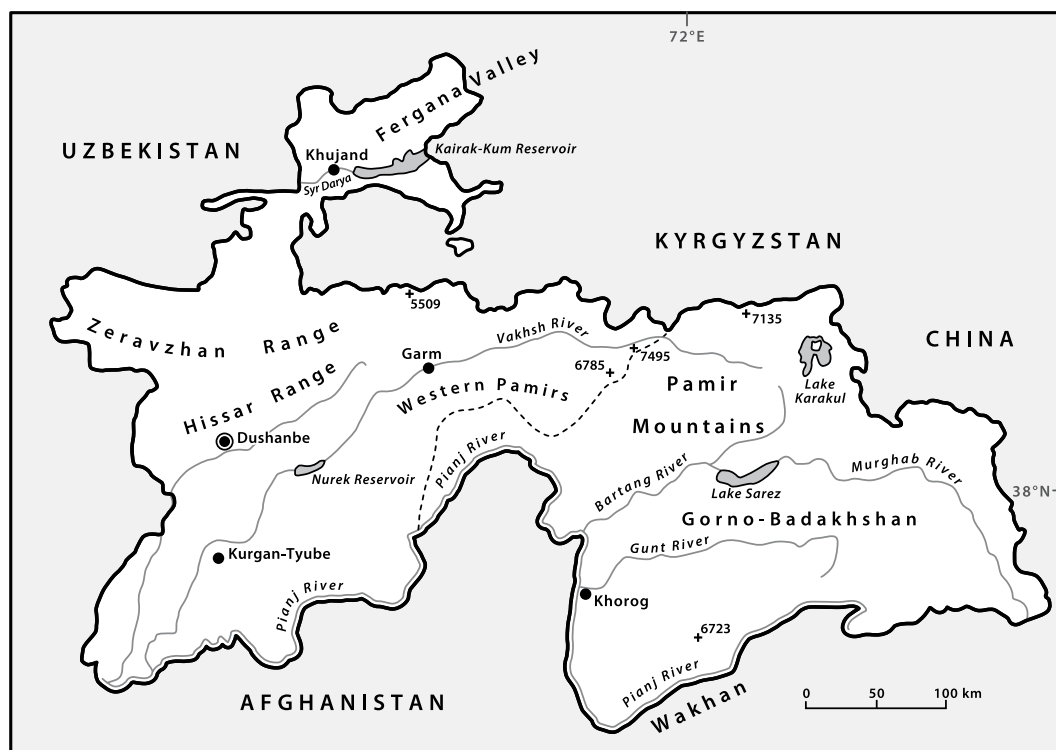 72°E
Fergana Valley
UZBEKISTAN
Khujand
Kairak-Kum Reservoir
Syr Darya
KYRGYZSTAN
5509
7135
Zeravzhan Range
Vakhsh River
CHINA
Garm
6785
7495
Hissar Range
Western Pamirs
Pamir
Mountains
Lake
Karakul
Dushanbe
Pianj River
Nurek Reservoir
Bartang River
Lake Sarez
Murghab River
38°N
Gorno-Badakhshan
Kurgan-Tyube
Gunt River
Pianj River
Khorog
6723
Pianj River
Wakhan
AFGHANISTAN
0 50 100 km